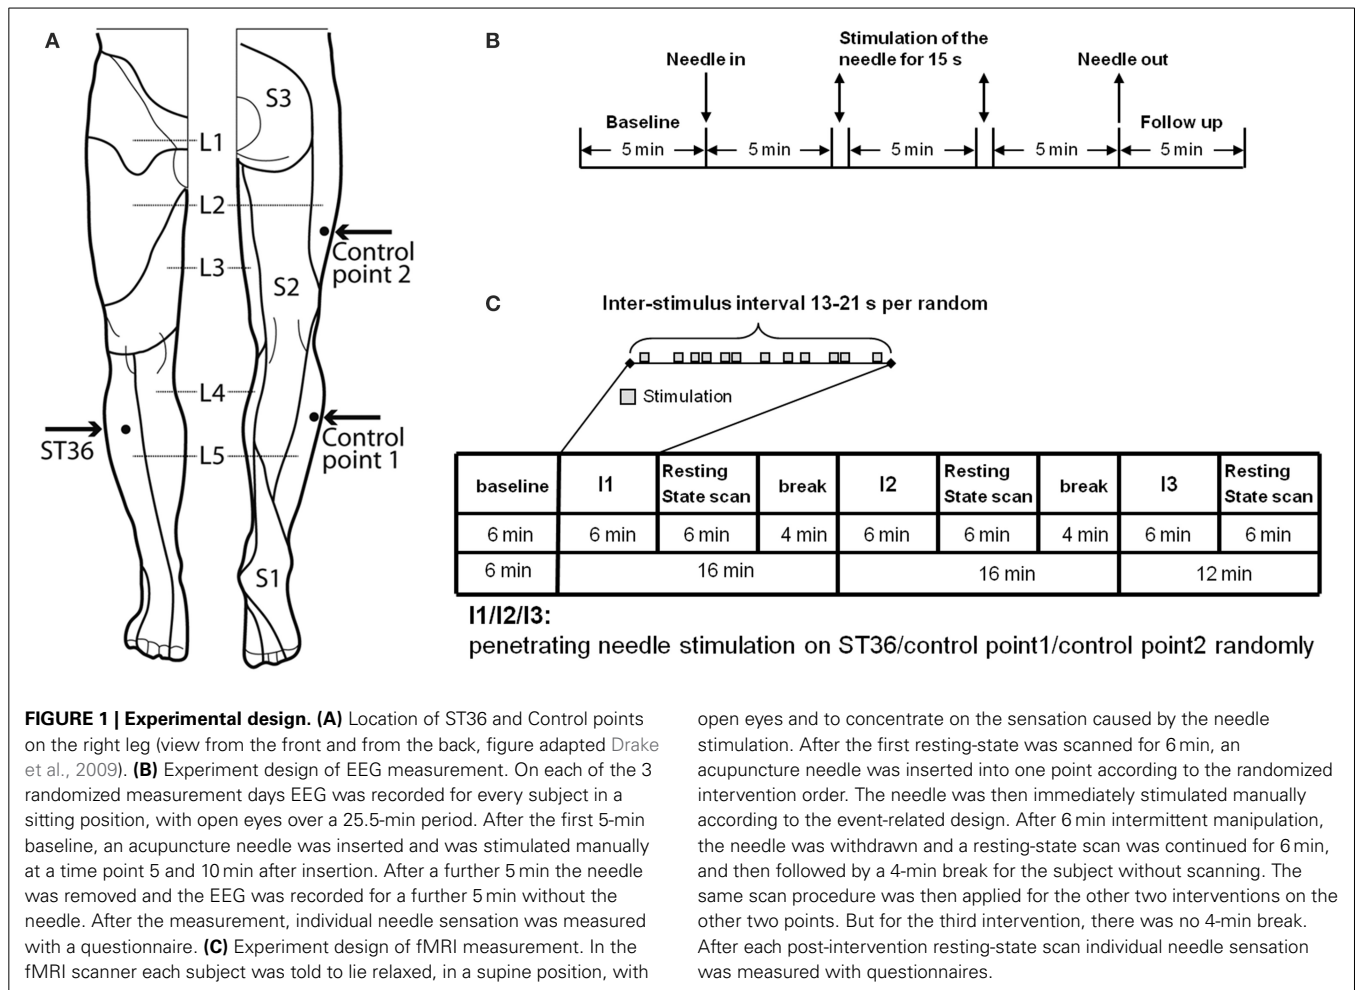 A
S3
L1
L2
Control
point 2
L3
S2
L4
ST36
Control
point 1
L5
S1
B
Stimulation of the
needle for 15 s
Needle in
Needle out
Baseline
Follow up
5 min
5 min
5 min
5 min
5 min
C
Inter-stimulus interval 13-21 s per random
Stimulation
baseline
I1
Resting
State scan
break
I2
Resting
State scan
break
I3
Resting
State scan
6 min
6 min
6 min
4 min
6 min
6 min
4 min
6 min
6 min
6 min
16 min
16 min
12 min
I1/I2/I3:
penetrating needle stimulation on ST36/control point1/control point2 randomly
FIGURE 1 | Experimental design. (A) Location of ST36 and Control points
on the right leg (view from the front and from the back, figure adapted Drake
et al., 2009). (B) Experiment design of EEG measurement. On each of the 3
randomized measurement days EEG was recorded for every subject in a
sitting position, with open eyes over a 25.5-min period. After the first 5-min
baseline, an acupuncture needle was inserted and was stimulated manually
at a time point 5 and 10 min after insertion. After a further 5 min the needle
was removed and the EEG was recorded for a further 5 min without the
needle. After the measurement, individual needle sensation was measured
with a questionnaire. (C) Experiment design of fMRI measurement. In the
fMRI scanner each subject was told to lie relaxed, in a supine position, with
open eyes and to concentrate on the sensation caused by the needle
stimulation. After the first resting-state was scanned for 6 min, an
acupuncture needle was inserted into one point according to the randomized
intervention order. The needle was then immediately stimulated manually
according to the event-related design. After 6 min intermittent manipulation,
the needle was withdrawn and a resting-state scan was continued for 6 min,
and then followed by a 4-min break for the subject without scanning. The
same scan procedure was then applied for the other two interventions on the
other two points. But for the third intervention, there was no 4-min break.
After each post-intervention resting-state scan individual needle sensation
was measured with questionnaires.